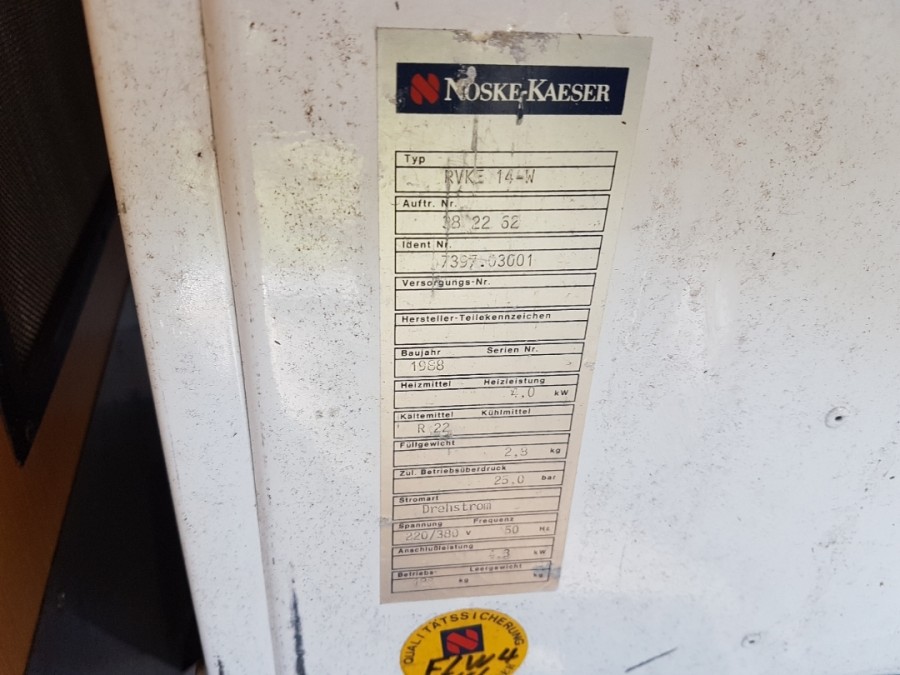 NOSKE-KAESER
Typ
RVKE 14-W
Auftr. Nr.
38 22 62
Ident Nr.
7397.03001
Versorgungs-Nr.
Hersteller-Teilekennzeichen
Baujahr Serien Nr.
1988
Heizmittel Heizleistung
4.0 kW
Kältemittel Kühlmittel
R 22
Füllgewicht
2.8 kg
Zul. Betriebsüberdruck
25.0 bar
Stromart
Drehstrom
Spannung Frequenz
220/380 V 50 Hz
Anschlußleistung
kW
Betriebs- Leergewicht
kg kg
QUALITÄTSSICHERUNG